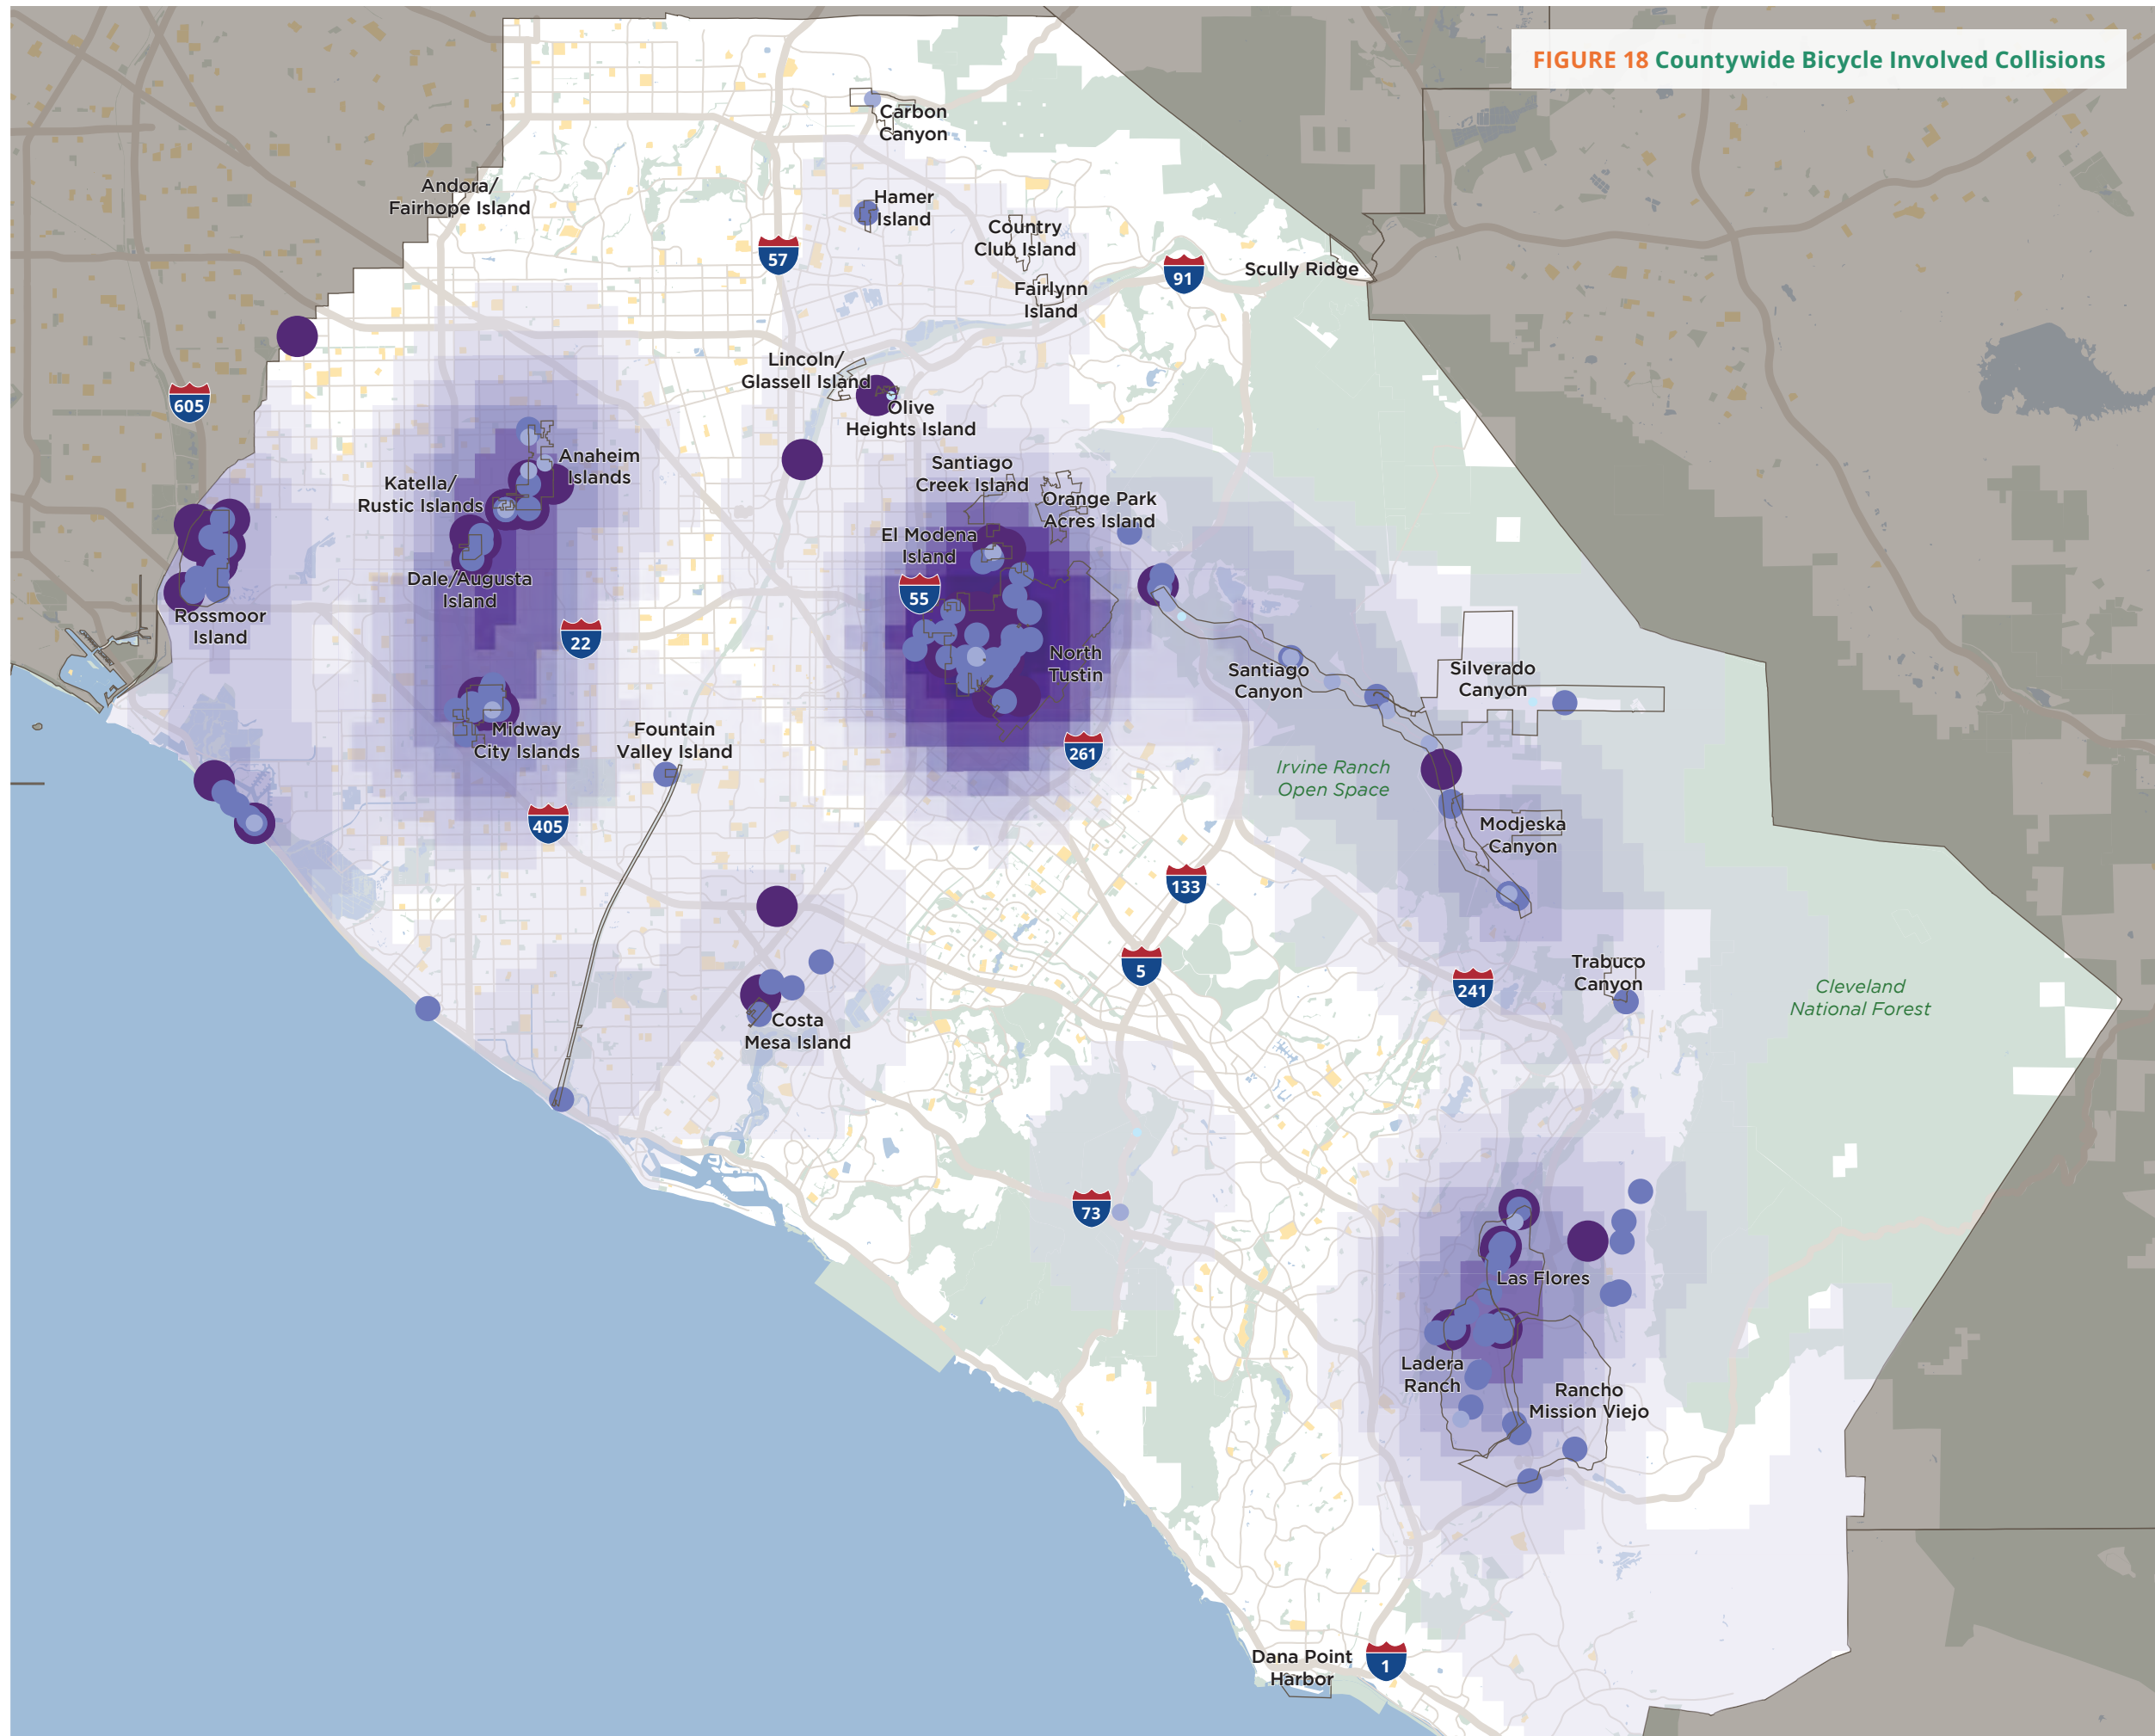 FIGURE 18 Countywide Bicycle Involved Collisions
Carbon
Canyon
Andora/
Fairhope Island
Hamer
Island
Country
Club Island
57
91
Scully Ridge
Fairlynn
Island
Lincoln/
Glassell Island
605
Olive
Heights Island
Anaheim
Islands
Katella/
Rustic Islands
Santiago
Creek Island
Orange Park
Acres Island
El Modena
Island
Dale/Augusta
Island
55
Rossmoor
Island
22
North
Tustin
Santiago
Canyon
Silverado
Canyon
Midway
City Islands
Fountain
Valley Island
261
Irvine Ranch
Open Space
405
Modjeska
Canyon
133
5
241
Trabuco
Canyon
Cleveland
National Forest
Costa
Mesa Island
73
Las Flores
Ladera
Ranch
Rancho
Mission Viejo
Dana Point
Harbor
1